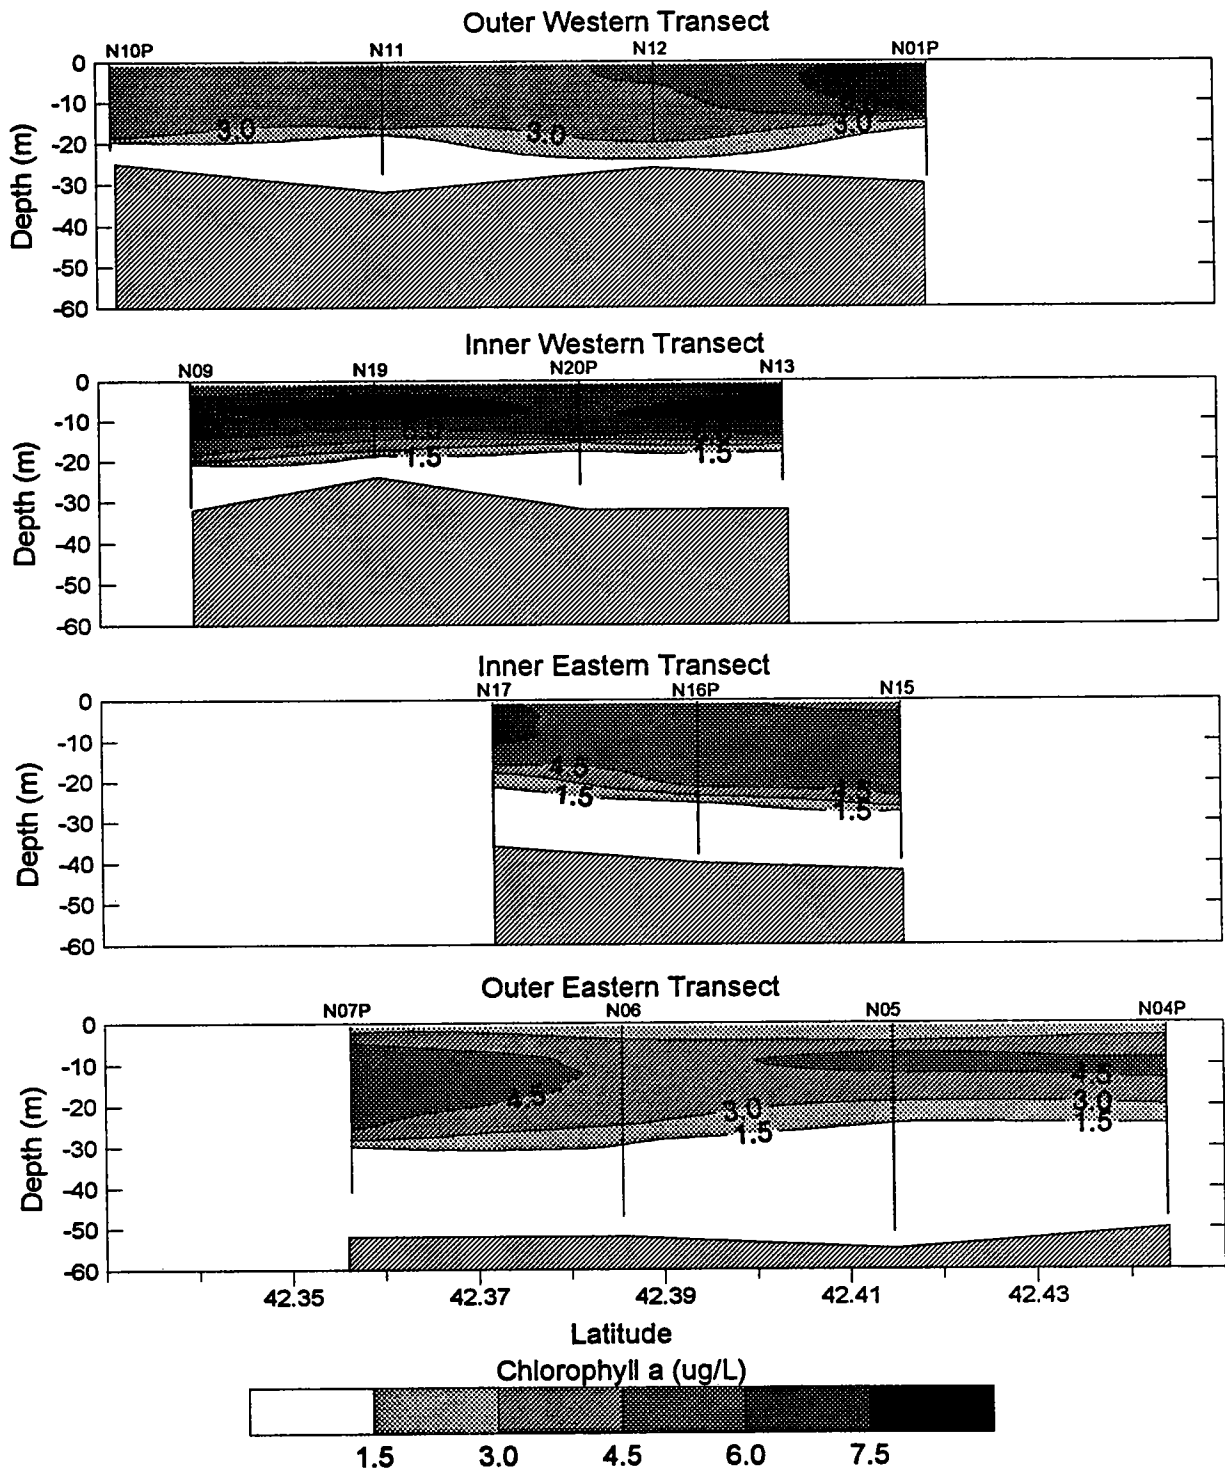 Outer Western Transect
N10P N11 N12 N01P
0
-10
-20
-30
-40
-50
-60
Depth (m)
3.0 3.0 3.0
Inner Western Transect
N09 N19 N20P N13
0
-10
-20
-30
-40
-50
-60
Depth (m)
1.5 1.5
Inner Eastern Transect
N17 N16P N15
0
-10
-20
-30
-40
-50
-60
Depth (m)
4.5
1.5 1.5
Outer Eastern Transect
N07P N06 N05 N04P
0
-10
-20
-30
-40
-50
-60
Depth (m)
4.5 4.5
3.0 3.0
1.5 1.5
42.35 42.37 42.39 42.41 42.43
Latitude
Chlorophyll a (ug/L)
1.5 3.0 4.5 6.0 7.5